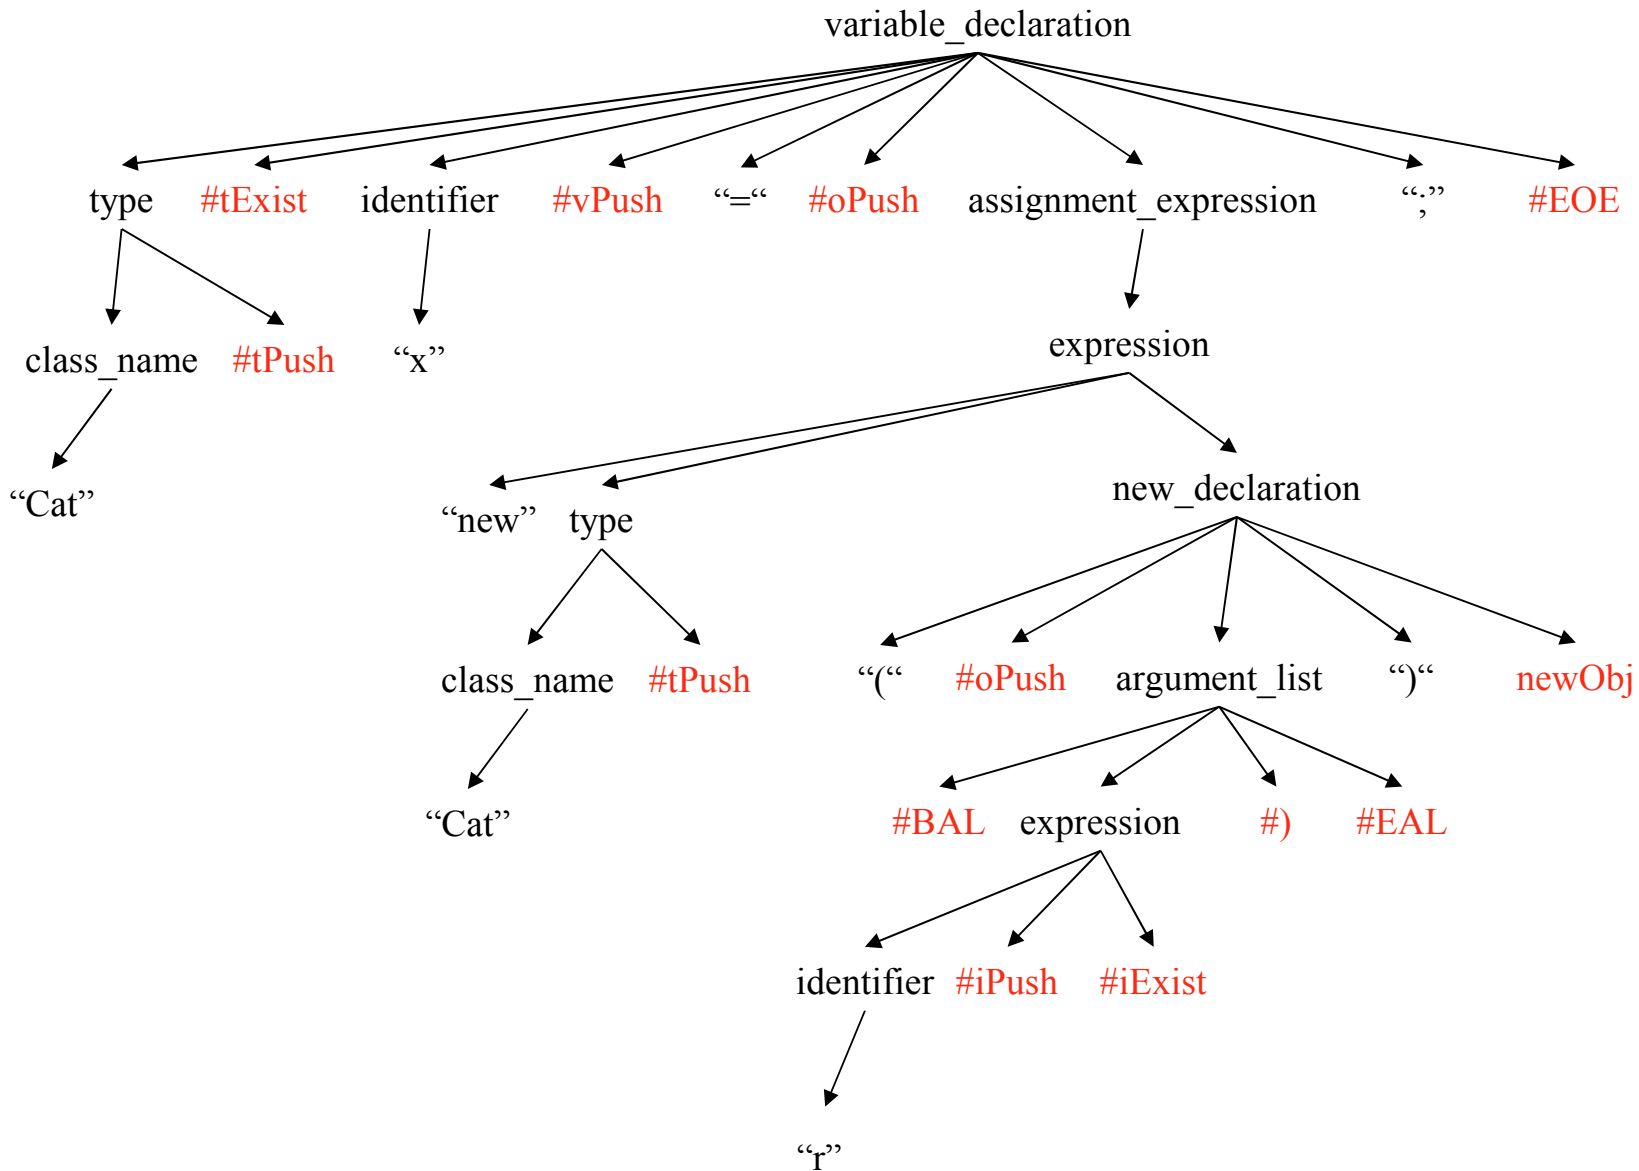 variable_declaration
type #tExist identifier #vPush “=“ #oPush assignment_expression “;” #EOE
class_name #tPush “x” expression
“Cat” “new” type new_declaration
class_name #tPush “(“ #oPush argument_list “)“ newObj
“Cat” #BAL expression #) #EAL
identifier #iPush #iExist
“r”